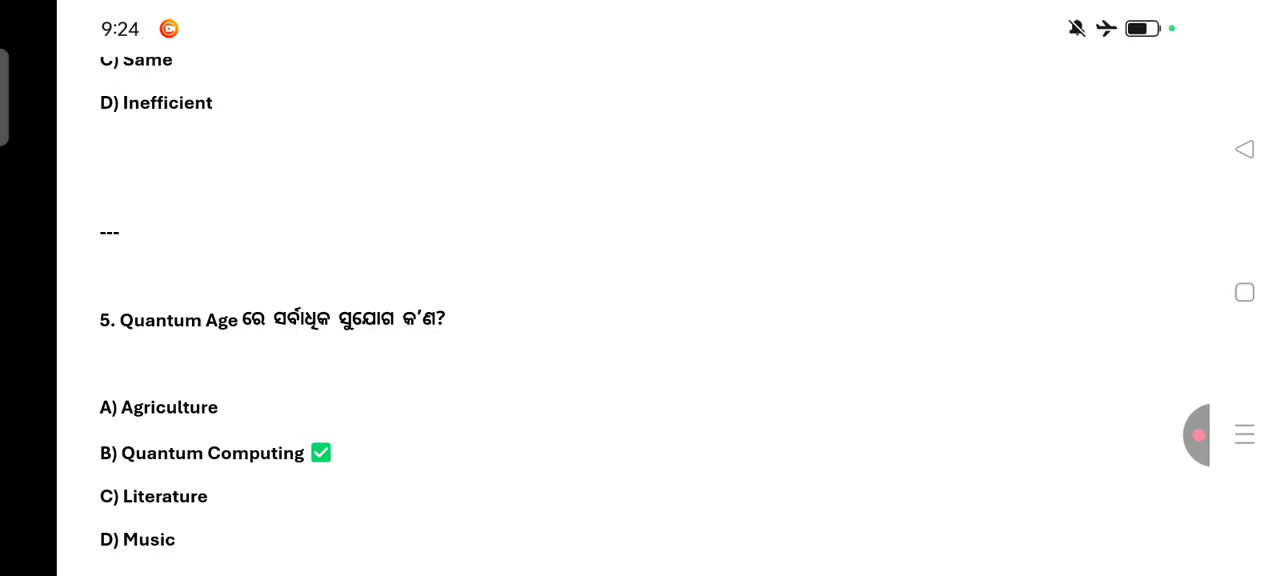 9:24
C) Same
D) Inefficient
---
5. Quantum Age ରେ ସର୍ବାଧିକ ସୁଯୋଗ କ’ଣ?
A) Agriculture
B) Quantum Computing ✅
C) Literature
D) Music